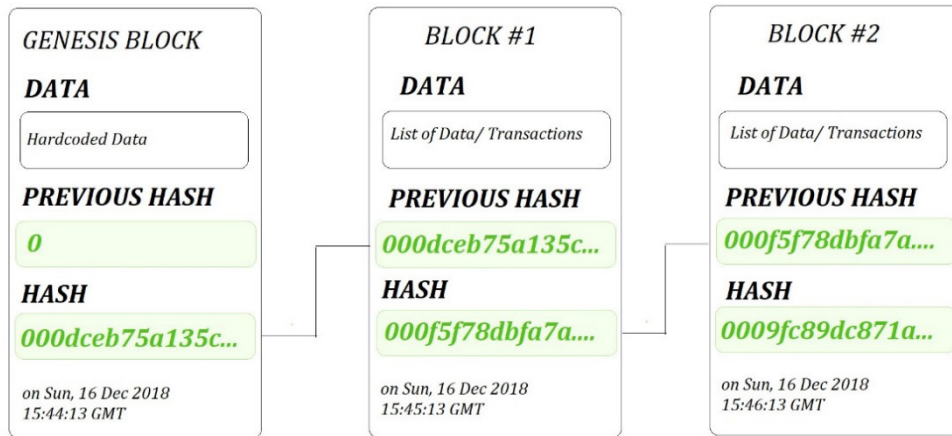 GENESIS BLOCK
DATA
Hardcoded Data
PREVIOUS HASH
0
HASH
000dceb75a135c...
on Sun, 16 Dec 2018
15:44:13 GMT
BLOCK #1
DATA
List of Data/ Transactions
PREVIOUS HASH
000dceb75a135c...
HASH
000f5f78dbfa7a....
on Sun, 16 Dec 2018
15:45:13 GMT
BLOCK #2
DATA
List of Data/ Transactions
PREVIOUS HASH
000f5f78dbfa7a....
HASH
0009fc89dc871a...
on Sun, 16 Dec 2018
15:46:13 GMT